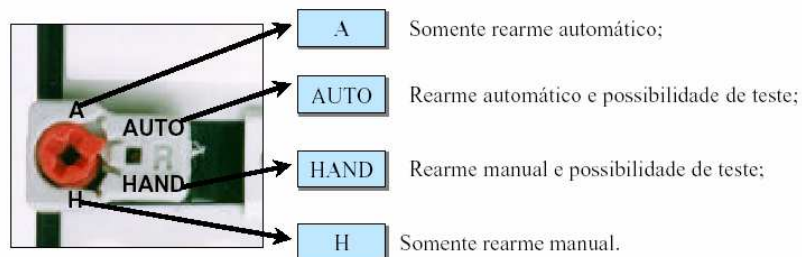 A Somente rearme automático;
AUTO Rearme automático e possibilidade de teste;
HAND Rearme manual e possibilidade de teste;
H Somente rearme manual.
A
AUTO
R
HAND
H